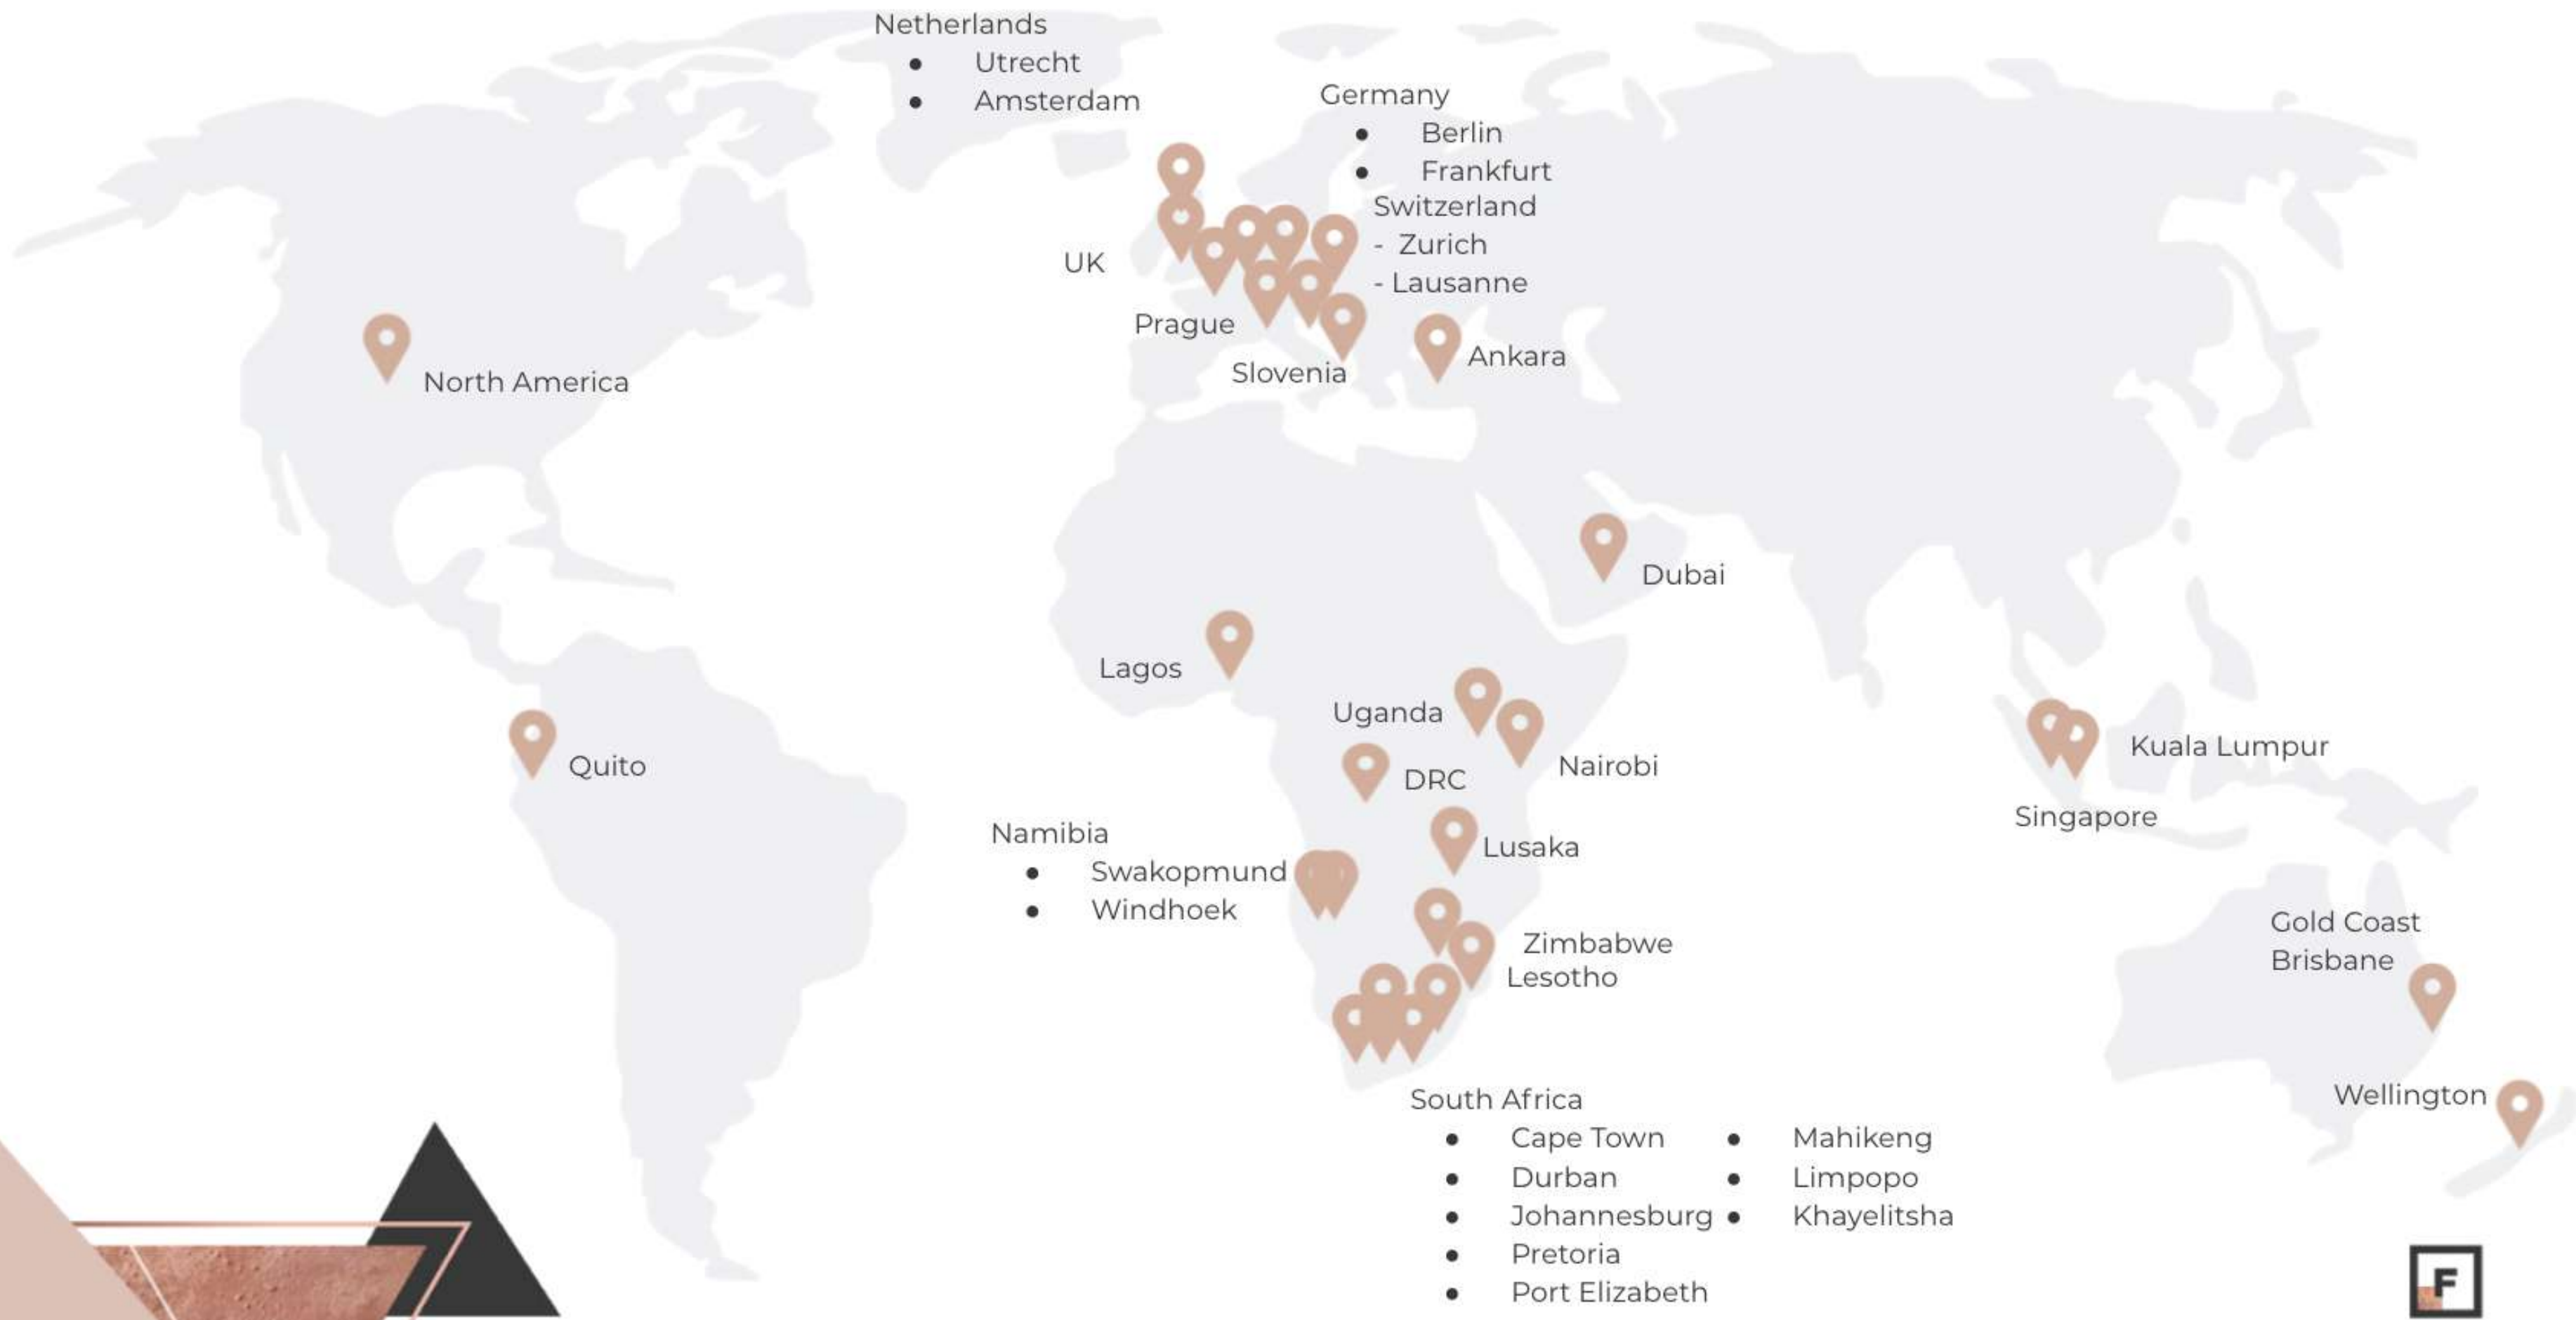 Netherlands
● Utrecht
● Amsterdam
Germany
● Berlin
● Frankfurt
Switzerland
- Zurich
- Lausanne
UK
Prague
Slovenia
Ankara
North America
Dubai
Lagos
Uganda
Nairobi
DRC
Quito
Kuala Lumpur
Singapore
Namibia
● Swakopmund
● Windhoek
Lusaka
Zimbabwe
Lesotho
Gold Coast
Brisbane
Wellington
South Africa
● Cape Town
● Durban
● Johannesburg
● Pretoria
● Port Elizabeth
● Mahikeng
● Limpopo
● Khayelitsha
F